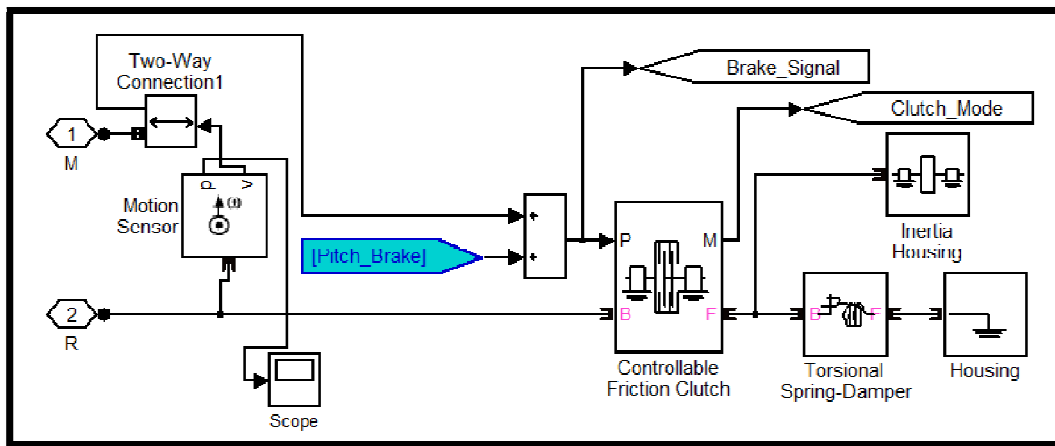 Two-Way
Connection1
Brake_Signal
Clutch_Mode
1
M
p
v
ω
Motion
Sensor
+
[Pitch_Brake]
+
P
M
Inertia
Housing
2
R
B
F
B
F
Controllable
Friction Clutch
Torsional
Spring-Damper
Housing
Scope